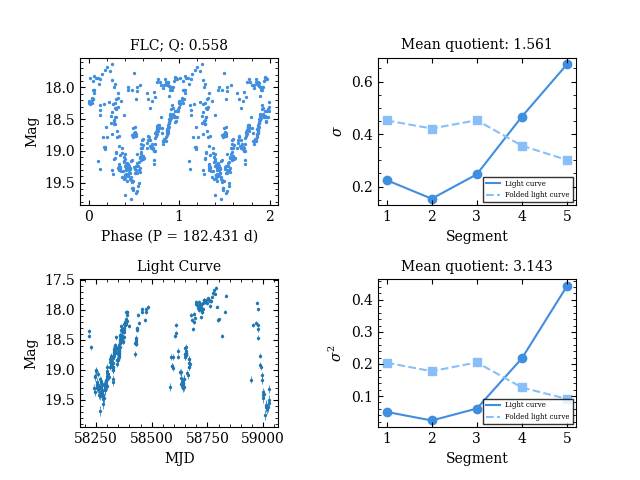 FLC; Q: 0.558
Mag
18.0
18.5
19.0
19.5
0
1
2
Phase (P = 182.431 d)
Mean quotient: 1.561
σ
0.6
0.4
0.2
1
2
3
4
5
Segment
Light curve
Folded light curve
Light Curve
Mag
17.5
18.0
18.5
19.0
19.5
58250
58500
58750
59000
MJD
Mean quotient: 3.143
σ²
0.4
0.3
0.2
0.1
1
2
3
4
5
Segment
Light curve
Folded light curve